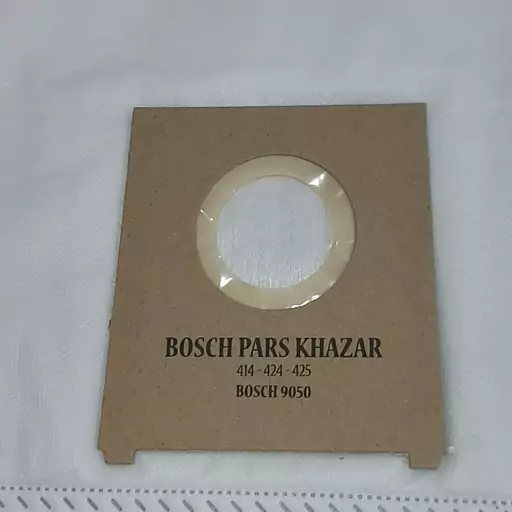 BOSCH PARS KHAZAR
414 - 424 - 425
BOSCH 9050